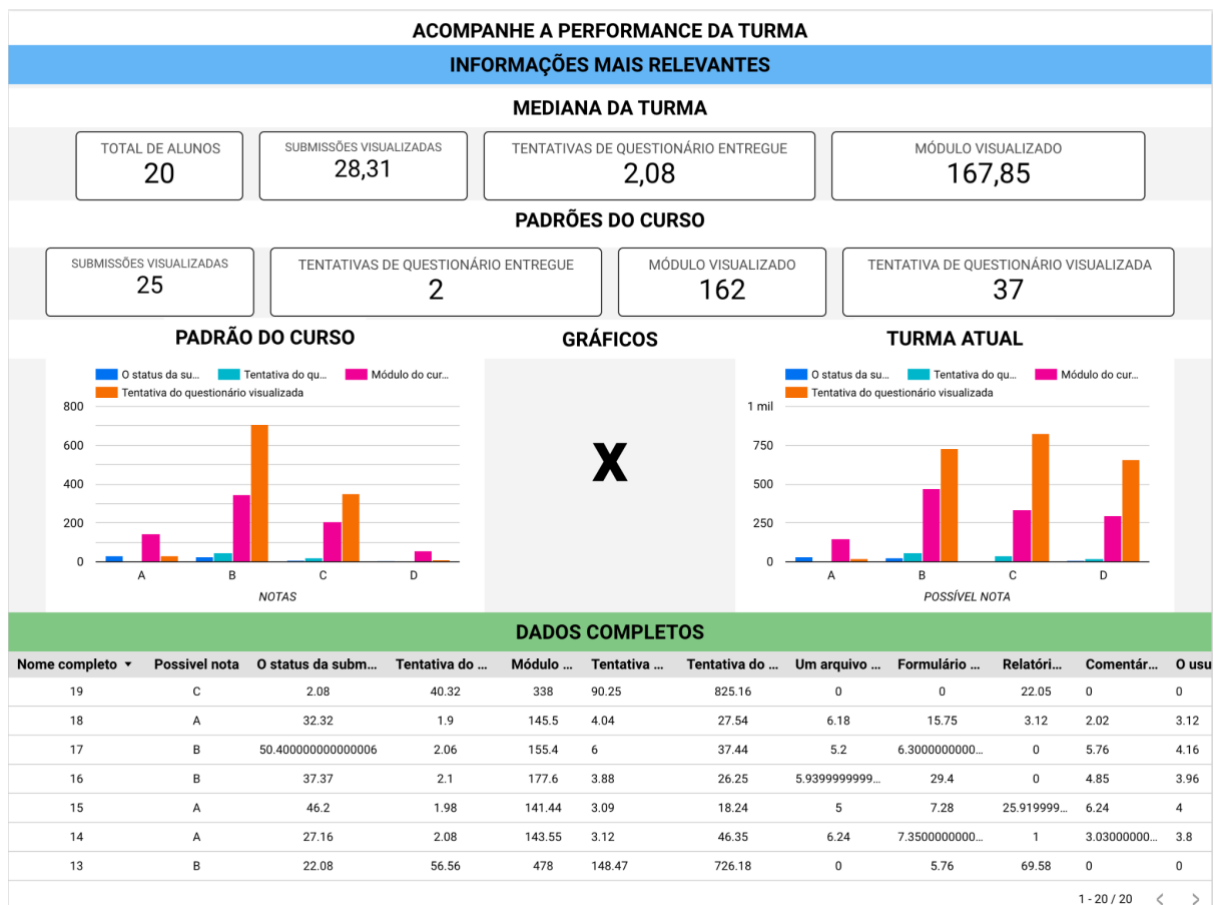 ACOMPANHE A PERFORMANCE DA TURMA
INFORMAÇÕES MAIS RELEVANTES
MEDIANA DA TURMA
TOTAL DE ALUNOS
20
SUBMISSÕES VISUALIZADAS
28,31
TENTATIVAS DE QUESTIONÁRIO ENTREGUE
2,08
MÓDULO VISUALIZADO
167,85
PADRÕES DO CURSO
SUBMISSÕES VISUALIZADAS
25
TENTATIVAS DE QUESTIONÁRIO ENTREGUE
2
MÓDULO VISUALIZADO
162
TENTATIVA DE QUESTIONÁRIO VISUALIZADA
37
PADRÃO DO CURSO
O status da su... Tentativa do qu... Módulo do cur...
Tentativa do questionário visualizada
800
600
400
200
0
A B C D
NOTAS
GRÁFICOS
X
TURMA ATUAL
O status da su... Tentativa do qu... Módulo do cur...
Tentativa do questionário visualizada
1 mil
750
500
250
0
A B C D
POSSÍVEL NOTA
DADOS COMPLETOS
Nome completo Possivel nota O status da subm... Tentativa do ... Módulo ... Tentativa ... Tentativa do ... Um arquivo ... Formulário ... Relatóri... Comentár... O usu
19 C 2.08 40.32 338 90.25 825.16 0 0 22.05 0 0
18 A 32.32 1.9 145.5 4.04 27.54 6.18 15.75 3.12 2.02 3.12
17 B 50.400000000000006 2.06 155.4 6 37.44 5.2 6.3000000000... 0 5.76 4.16
16 B 37.37 2.1 177.6 3.88 26.25 5.9399999999... 29.4 0 4.85 3.96
15 A 46.2 1.98 141.44 3.09 18.24 5 7.28 25.919999... 6.24 4
14 A 27.16 2.08 143.55 3.12 46.35 6.24 7.3500000000... 1 3.03000000... 3.8
13 B 22.08 56.56 478 148.47 726.18 0 5.76 69.58 0 0
1 - 20 / 20 < >